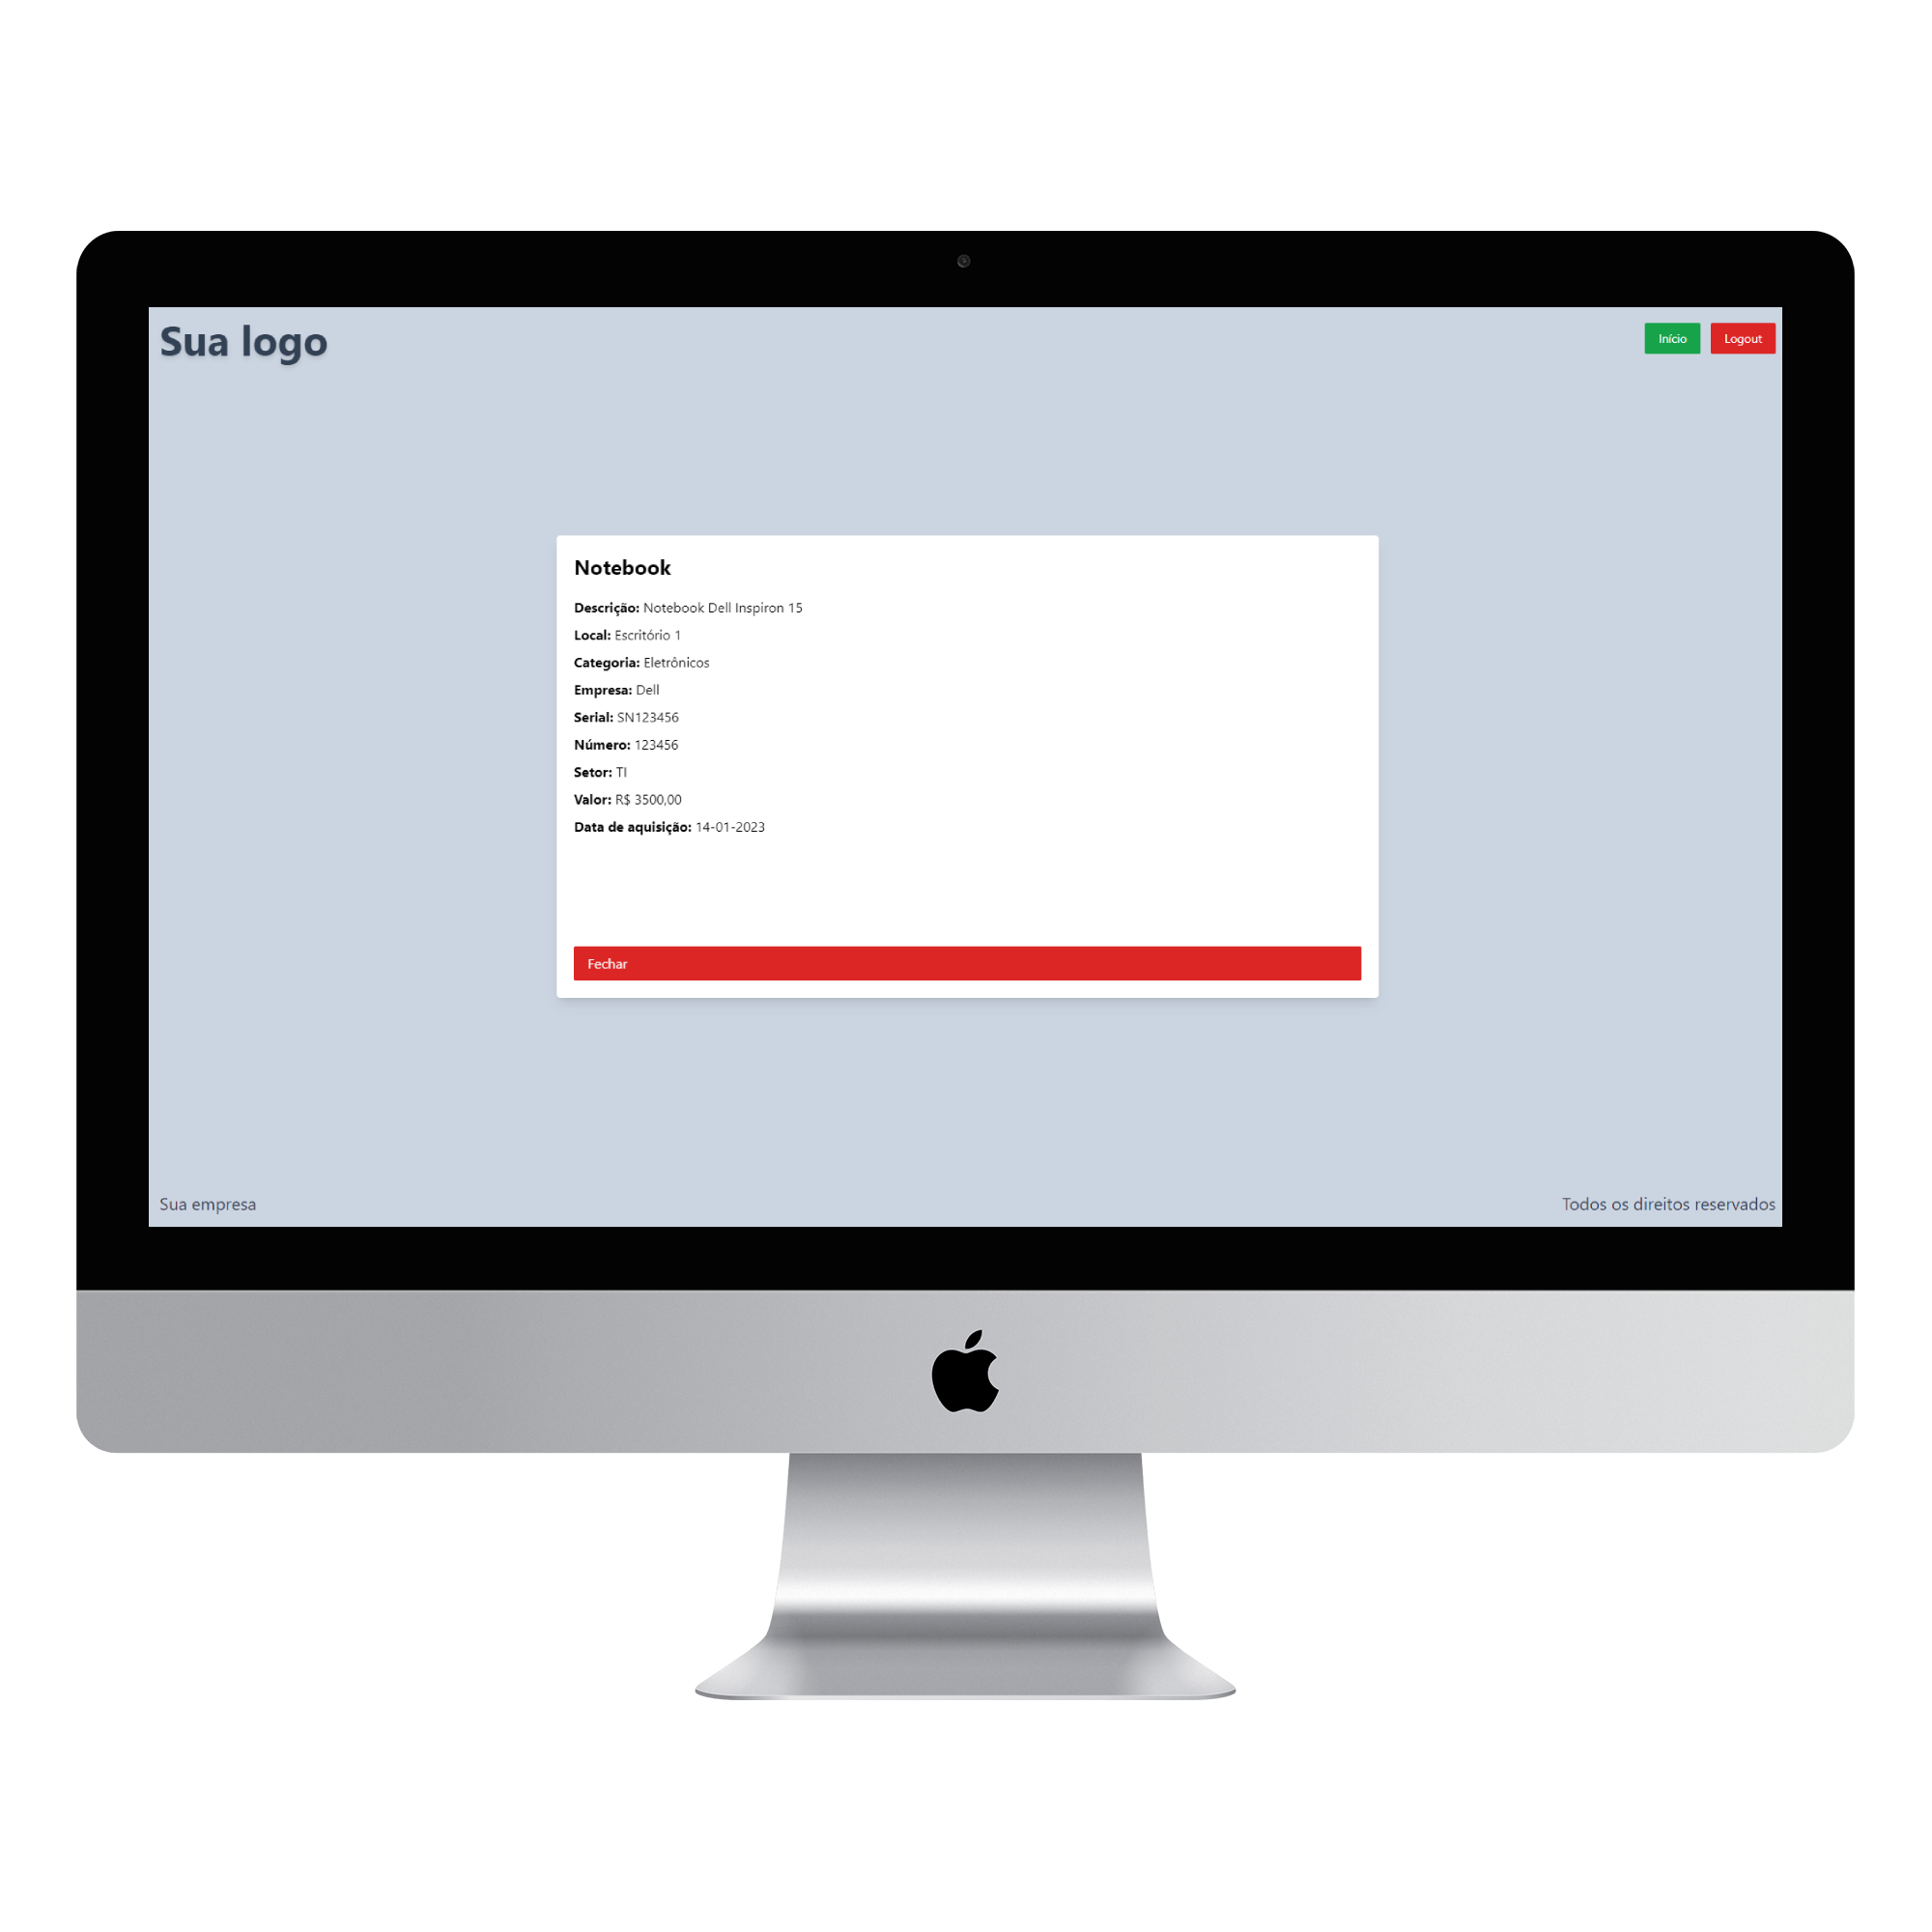 Sua logo
Início
Logout
Notebook
Descrição: Notebook Dell Inspiron 15
Local: Escritório 1
Categoria: Eletrônicos
Empresa: Dell
Serial: SN123456
Número: 123456
Setor: TI
Valor: R$ 3500,00
Data de aquisição: 14-01-2023
Fechar
Sua empresa
Todos os direitos reservados